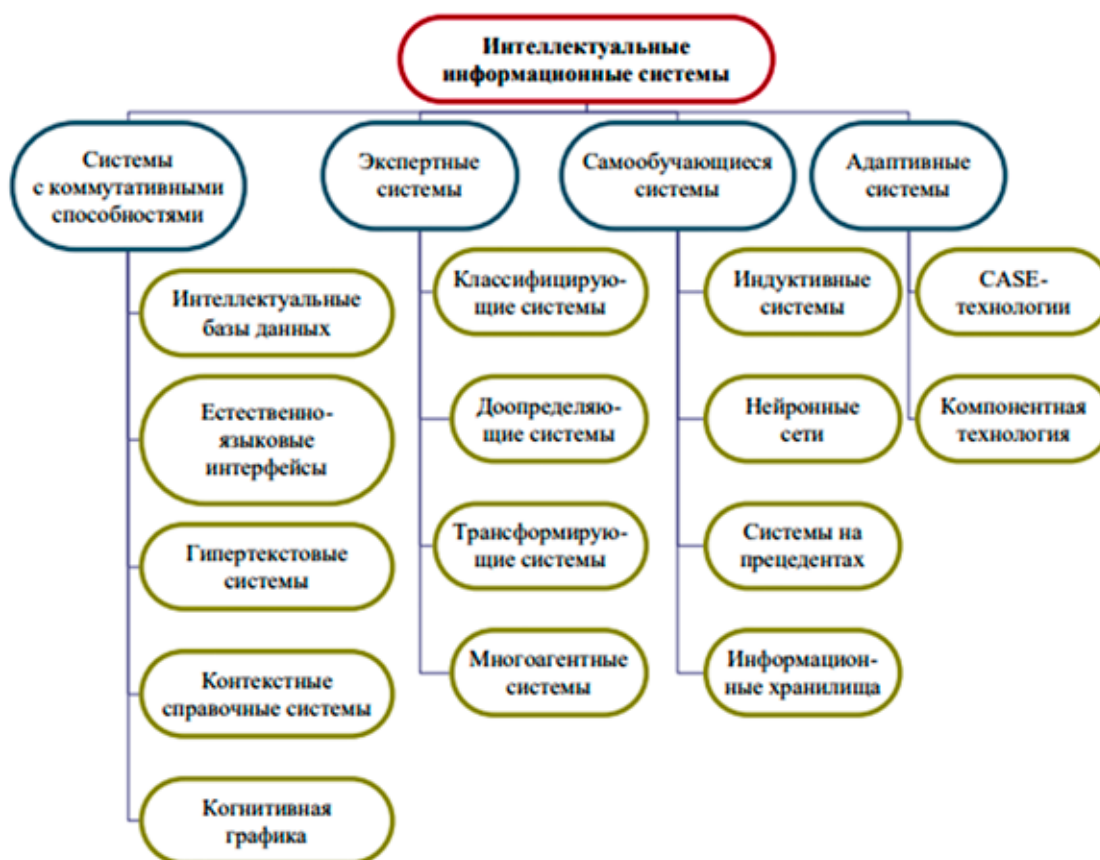 Интеллектуальные
информационные системы
Системы
с коммутативными
способностями
Экспертные
системы
Самообучающиеся
системы
Адаптивные
системы
Интеллектуальные
базы данных
Естественно-
языковые
интерфейсы
Гипертекстовые
системы
Контекстные
справочные системы
Когнитивная
графика
Классифицирую-
щие системы
Доопределяю-
щие системы
Трансформирую-
щие системы
Многоагентные
системы
Индуктивные
системы
Нейронные
сети
Системы на
прецедентах
Информацион-
ные хранилища
CASE-
технологии
Компонентная
технология